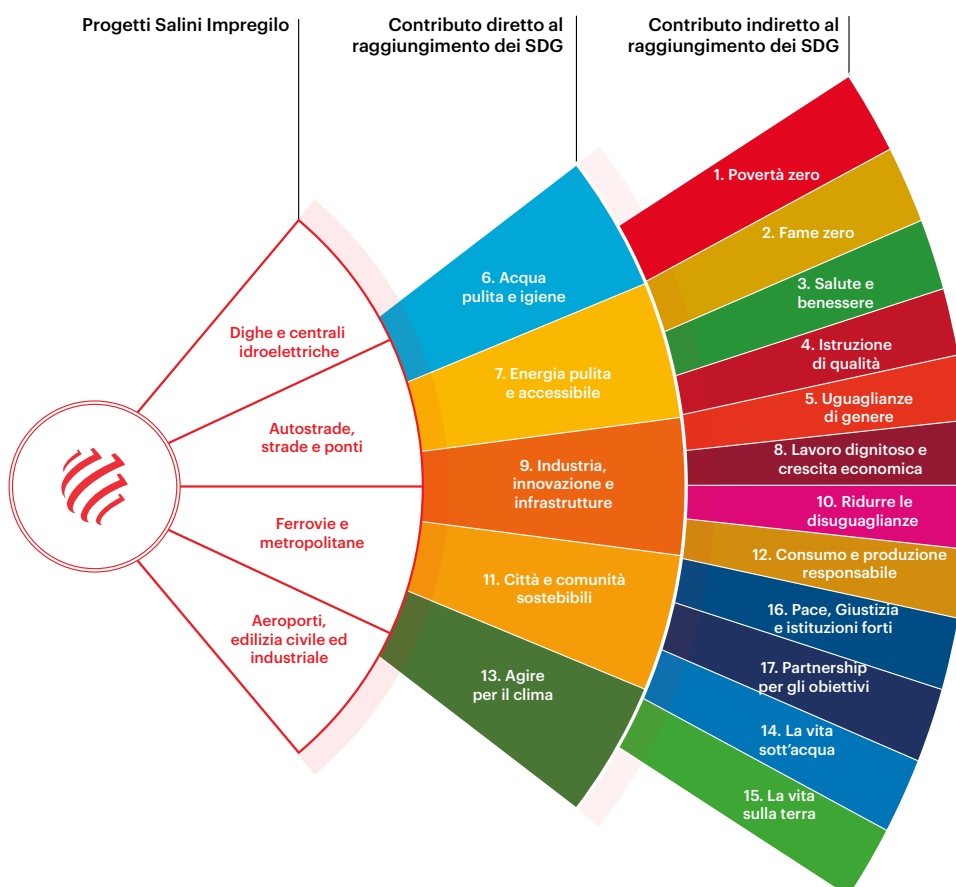 Progetti Salini Impregilo
Contributo diretto al
raggiungimento dei SDG
Contributo indiretto al
raggiungimento dei SDG
Dighe e centrali
idroelettriche
Autostrade,
strade e ponti
Ferrovie e
metropolitane
Aeroporti,
edilizia civile ed
industriale
6. Acqua
pulita e igiene
7. Energia pulita
e accessibile
9. Industria,
innovazione e
infrastrutture
11. Città e comunità
sostebibili
13. Agire
per il clima
1. Povertà zero
2. Fame zero
3. Salute e
benessere
4. Istruzione
di qualità
5. Uguaglianze
di genere
8. Lavoro dignitoso e
crescita economica
10. Ridurre le
disuguaglianze
12. Consumo e produzione
responsabile
16. Pace, Giustizia
e istituzioni forti
17. Partnership
per gli obiettivi
14. La vita
sott'acqua
15. La vita
sulla terra